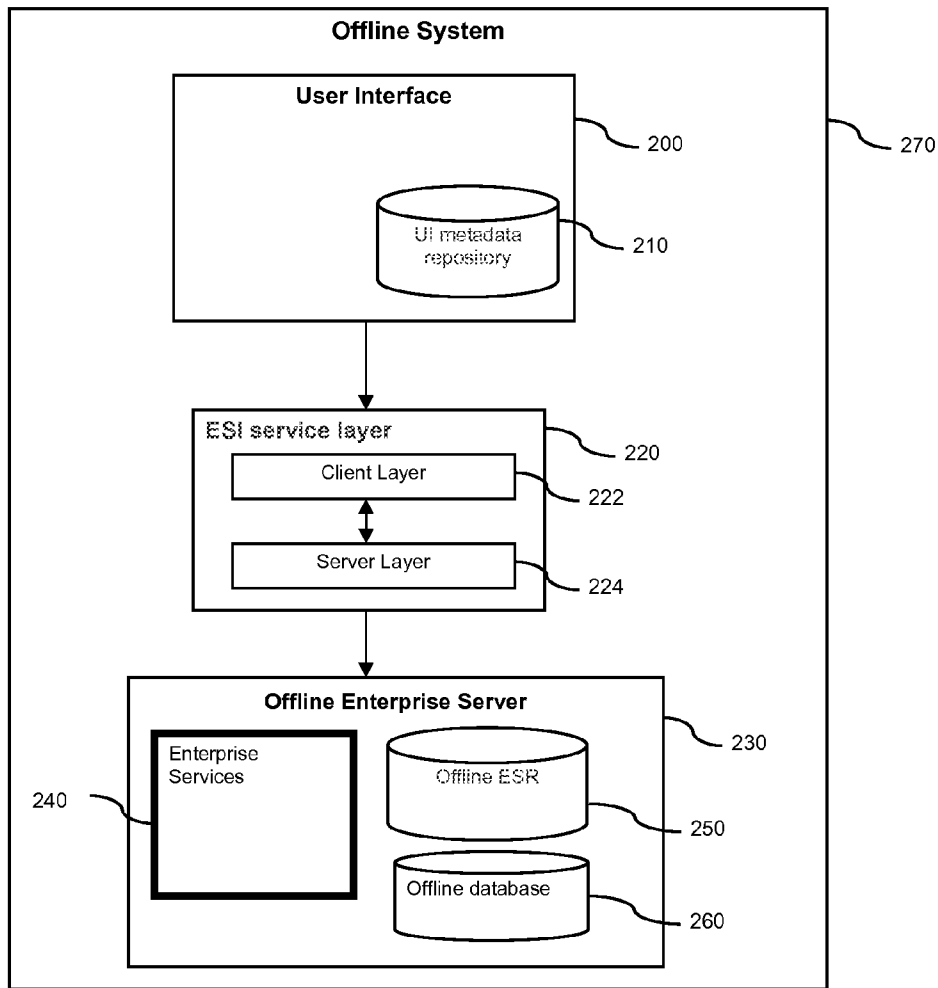 Offline System
User Interface
200
270
UI metadata
repository
210
ESI service layer
220
Client Layer
222
Server Layer
224
Offline Enterprise Server
230
Enterprise
Services
240
Offline ESR
250
Offline database
260